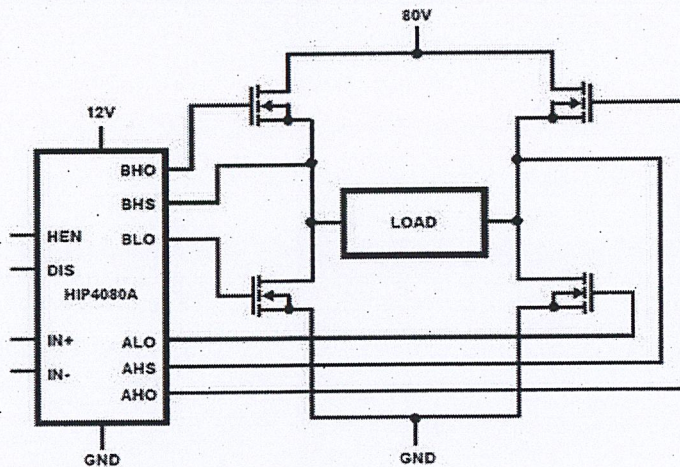 80V
12V
BHO
BHS
BLO
HEN
DIS
HIP4080A
IN+
IN-
ALO
AHS
AHO
GND
LOAD
GND